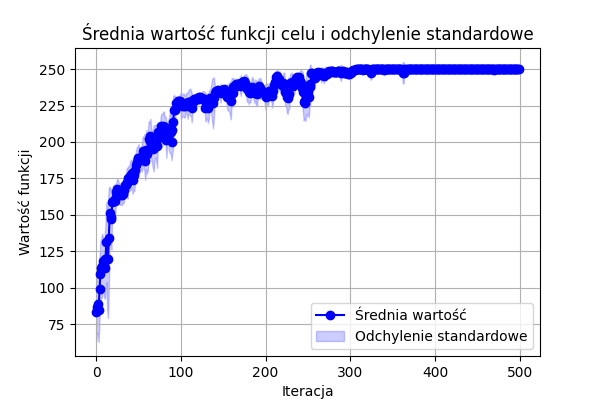 Średnia wartość funkcji celu i odchylenie standardowe
Wartość funkcji
250
225
200
175
150
125
100
75
0 100 200 300 400 500
Iteracja
Średnia wartość
Odchylenie standardowe